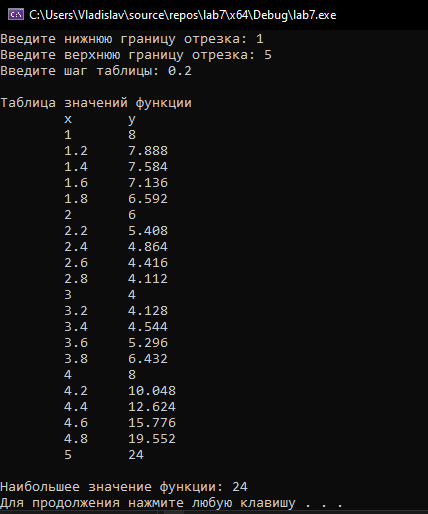 C:\Users\Vladislav\source\repos\lab7\x64\Debug\lab7.exe
Введите нижнюю границу отрезка: 1
Введите верхнюю границу отрезка: 5
Введите шаг таблицы: 0.2
Таблица значений функции
x y
1 8
1.2 7.888
1.4 7.584
1.6 7.136
1.8 6.592
2 6
2.2 5.408
2.4 4.864
2.6 4.416
2.8 4.112
3 4
3.2 4.128
3.4 4.544
3.6 5.296
3.8 6.432
4 8
4.2 10.048
4.4 12.624
4.6 15.776
4.8 19.552
5 24
Наибольшее значение функции: 24
Для продолжения нажмите любую клавишу . . .